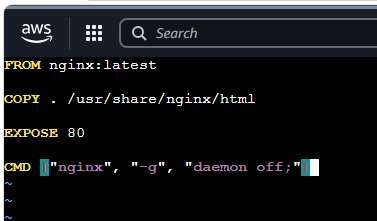 aws
Search
FROM nginx:latest
COPY . /usr/share/nginx/html
EXPOSE 80
CMD ["nginx", "-g", "daemon off;"]
~
~
~